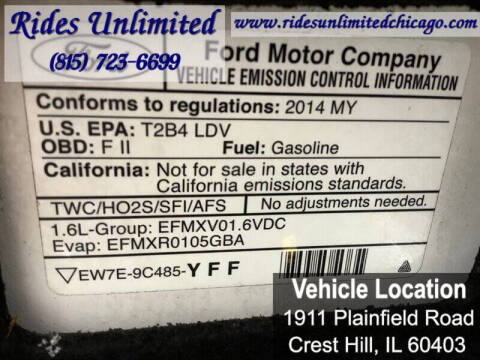 Rides Unlimited
(815) 723-6699
www.ridesunlimitedchicago.com
Ford
Ford Motor Company
VEHICLE EMISSION CONTROL INFORMATION
Conforms to regulations: 2014 MY
U.S. EPA: T2B4 LDV
OBD: F II Fuel: Gasoline
California: Not for sale in states with
California emissions standards.
TWC/HO2S/SFI/AFS No adjustments needed.
1.6L-Group: EFMXV01.6VDC
Evap: EFMXR0105GBA
EW7E-9C485-YFF
Vehicle Location
1911 Plainfield Road
Crest Hill, IL 60403